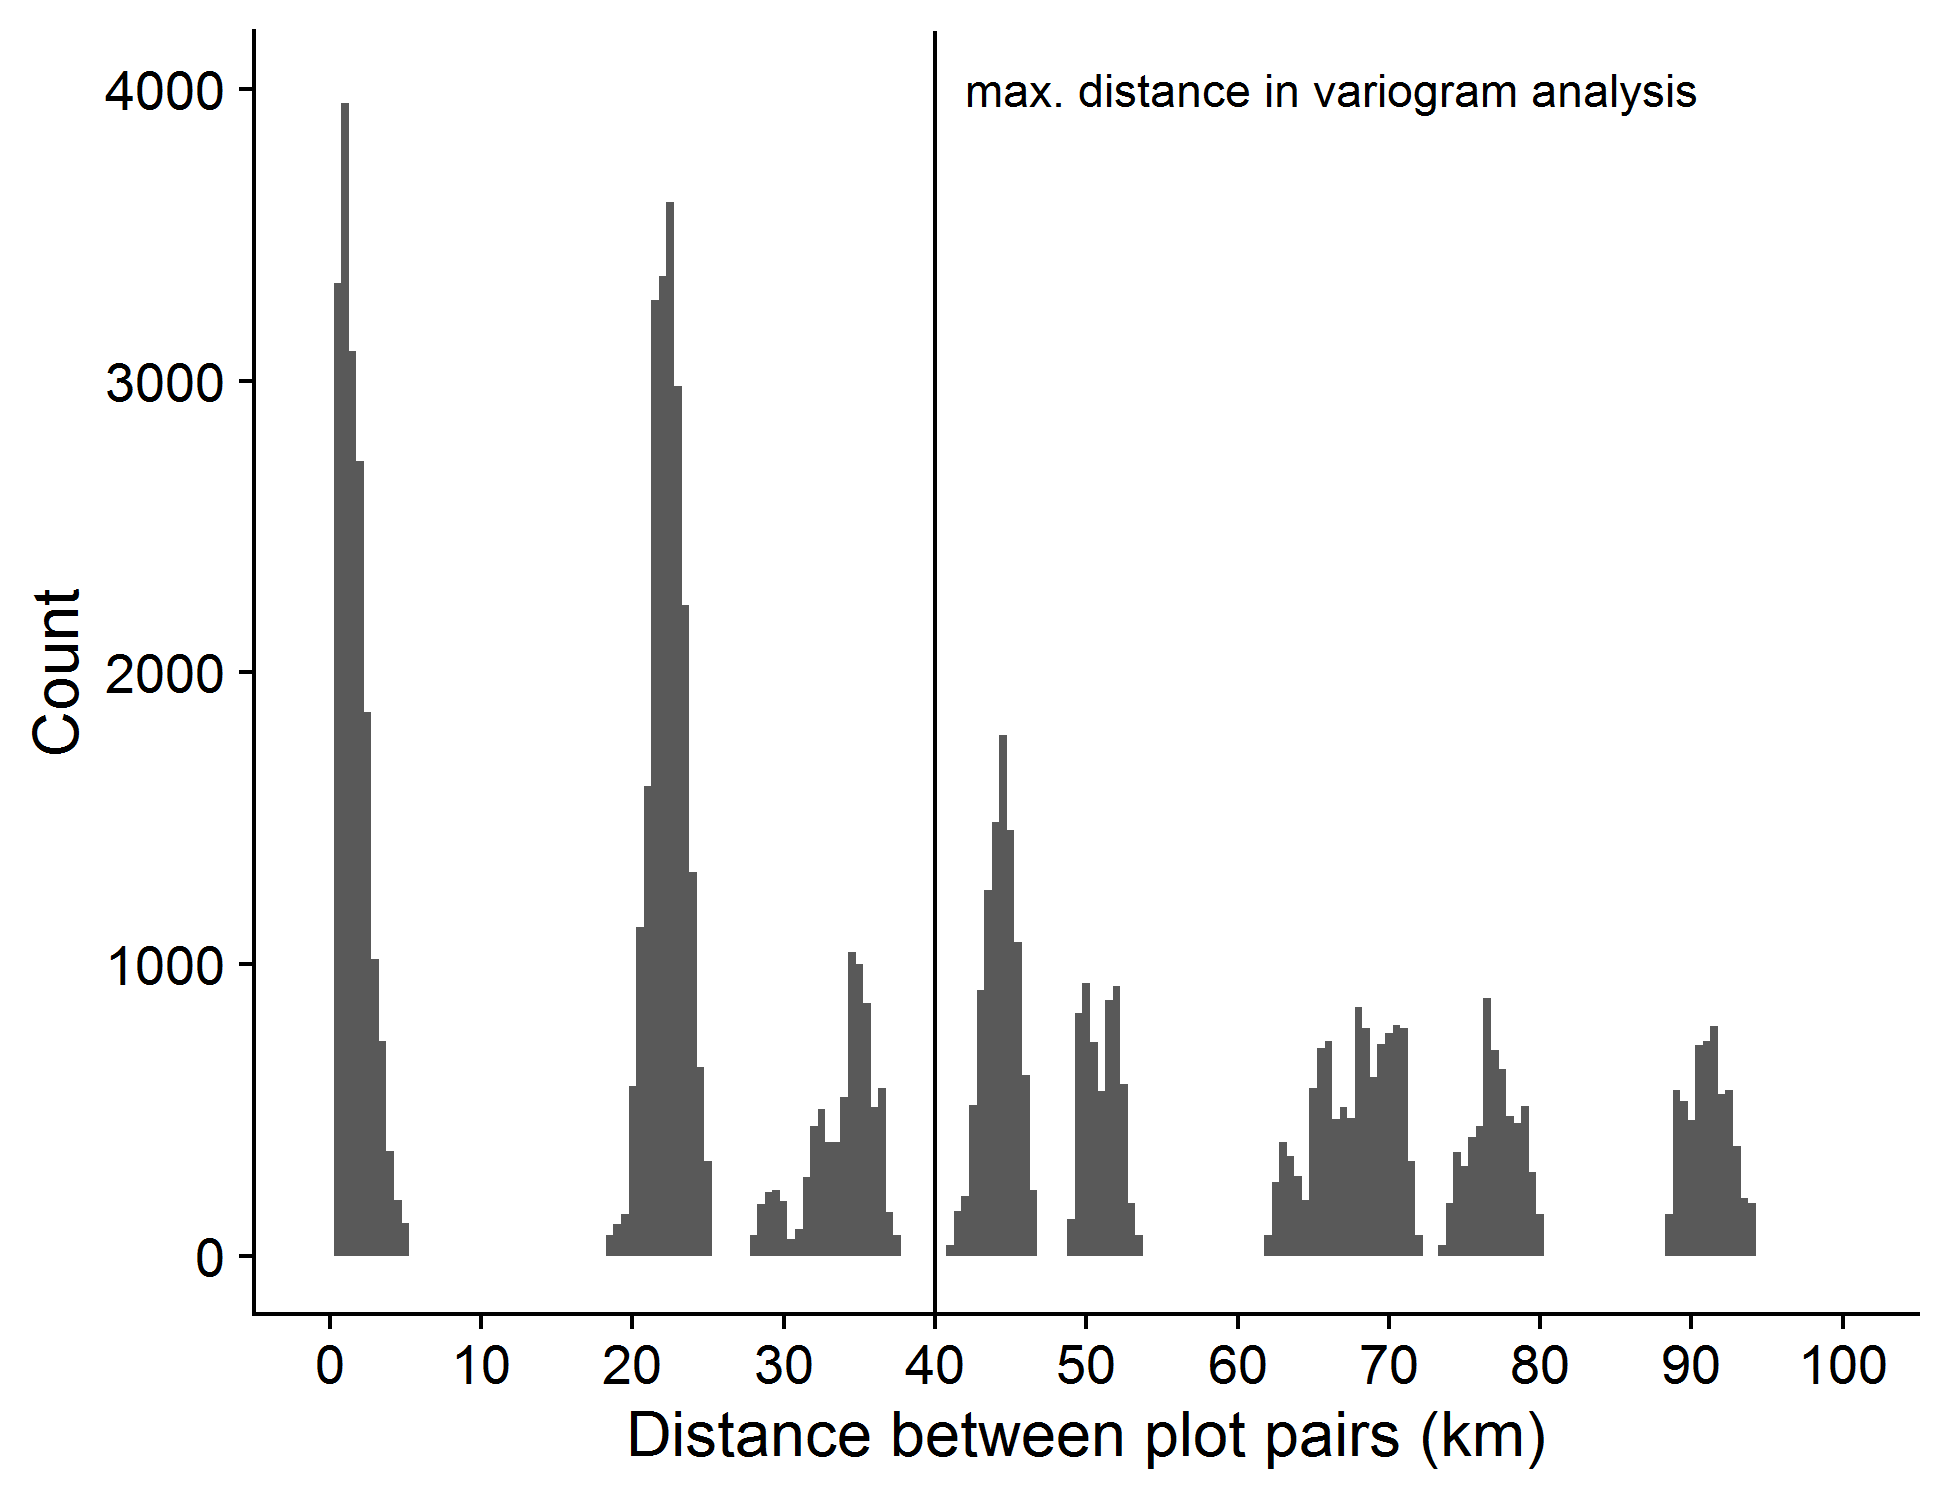 4000
max. distance in variogram analysis
3000
Count
2000
1000
0
0 10 20 30 40 50 60 70 80 90 100
Distance between plot pairs (km)